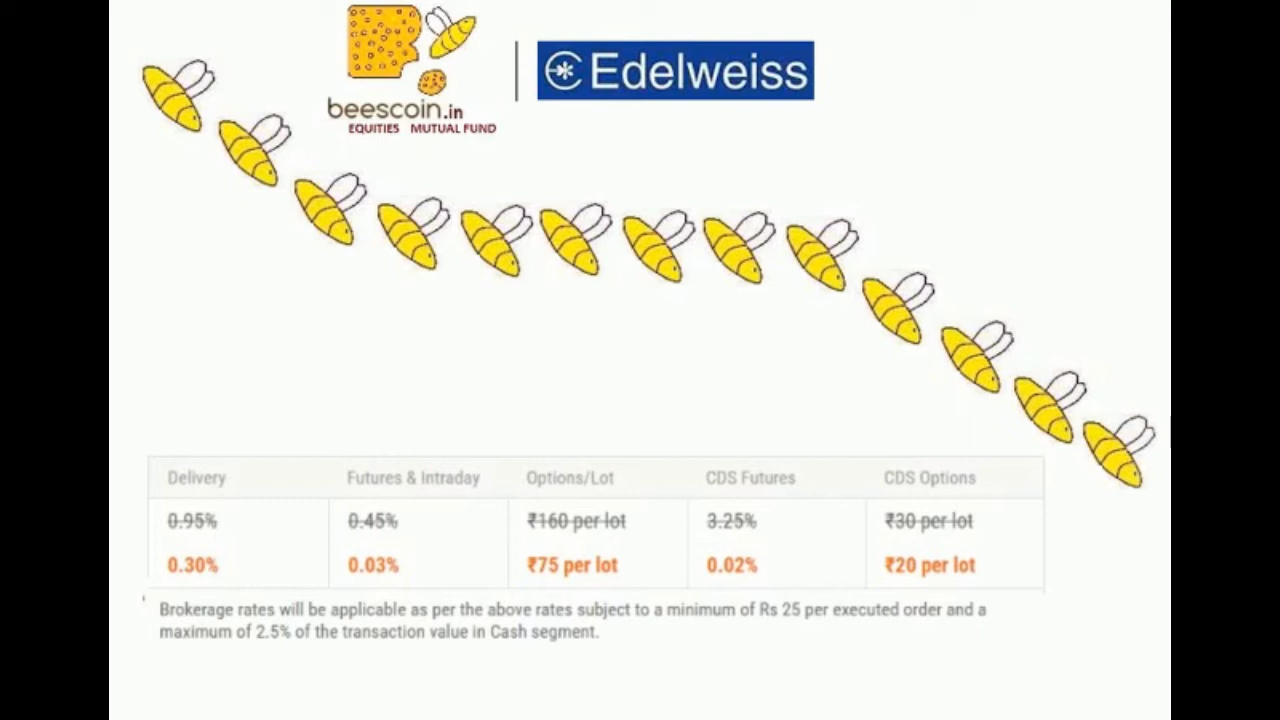 beescoin.in
EQUITIES MUTUAL FUND
Edelweiss
Delivery Futures & Intraday Options/Lot CDS Futures CDS Options
0.95% 0.45% ₹160 per lot 3.25% ₹30 per lot
0.30% 0.03% ₹75 per lot 0.02% ₹20 per lot
Brokerage rates will be applicable as per the above rates subject to a minimum of Rs 25 per executed order and a
maximum of 2.5% of the transaction value in Cash segment.